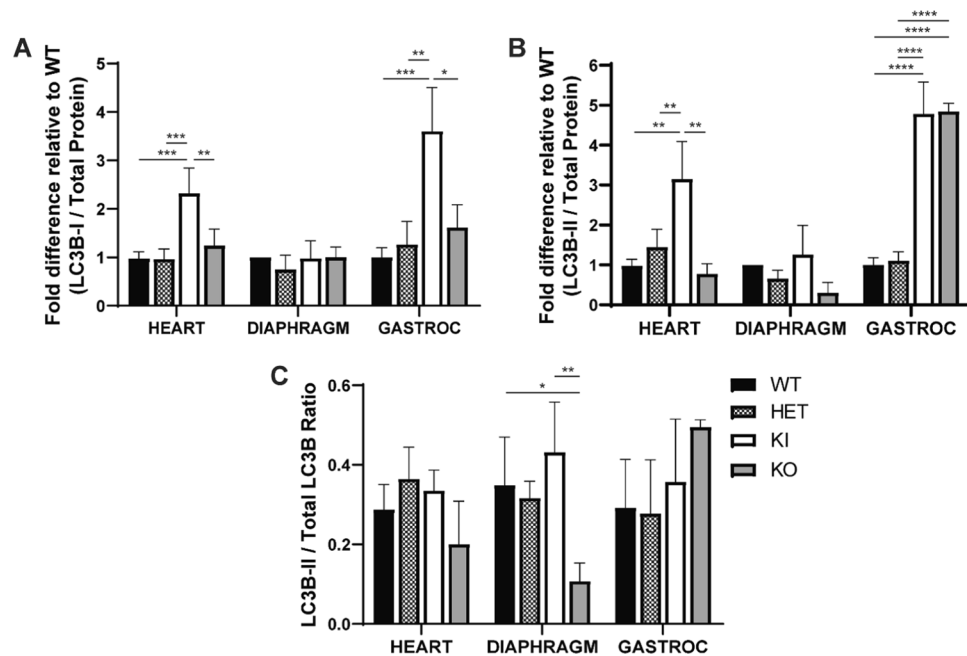 A
Fold difference relative to WT
(LC3B-I / Total Protein)
5
4
3
2
1
0
***
***
**
***
**
*
HEART
DIAPHRAGM
GASTROC
B
Fold difference relative to WT
(LC3B-II / Total Protein)
6
5
4
3
2
1
0
**
**
**
****
****
****
****
HEART
DIAPHRAGM
GASTROC
C
LC3B-II / Total LC3B Ratio
0.6
0.4
0.2
0.0
*
**
HEART
DIAPHRAGM
GASTROC
WT
HET
KI
KO